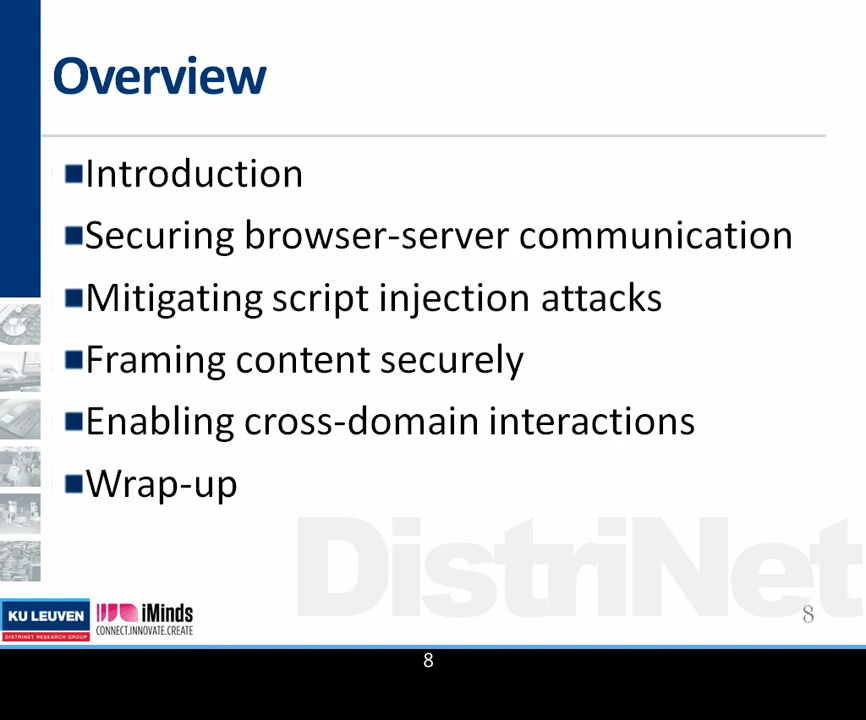 Overview
Introduction
Securing browser-server communication
Mitigating script injection attacks
Framing content securely
Enabling cross-domain interactions
Wrap-up
DistriNet
KU LEUVEN
DISTRINET RESEARCH GROUP
iMinds
CONNECT.INNOVATE.CREATE
8
8